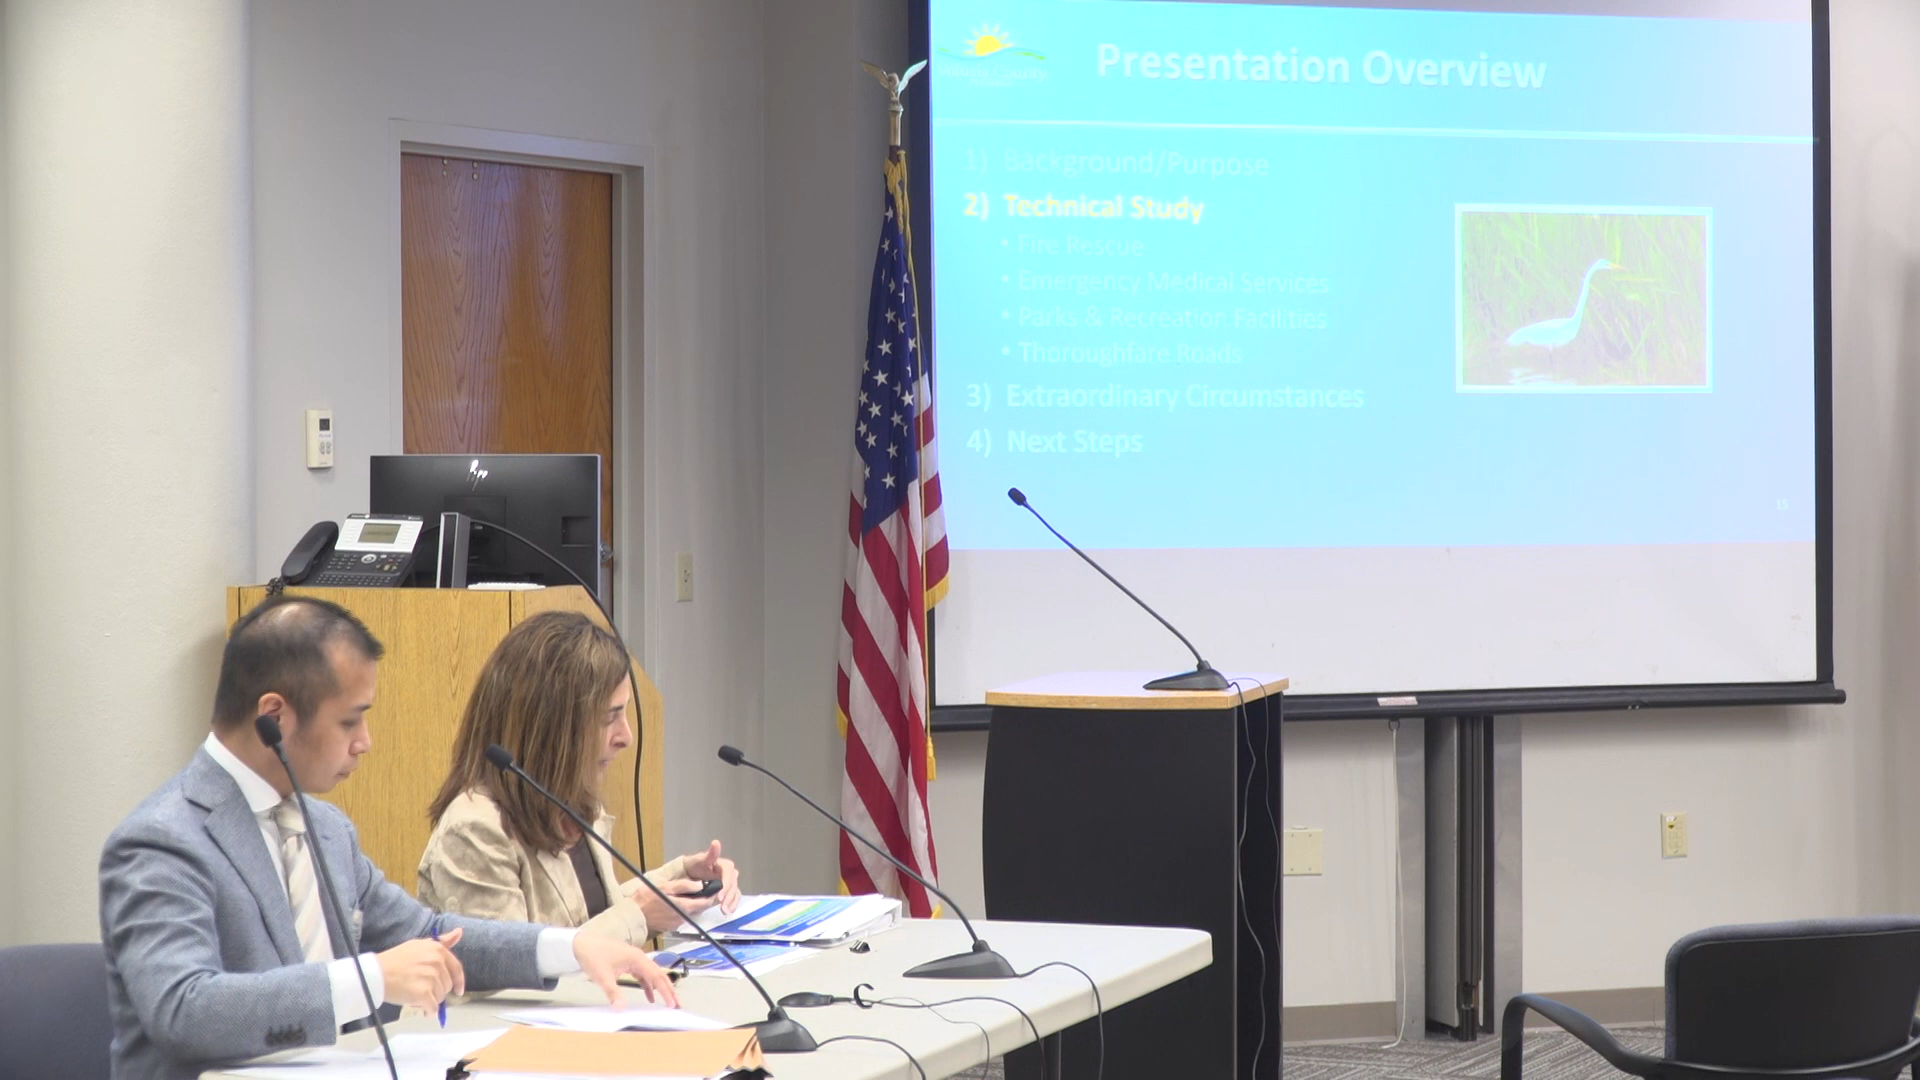 Presentation Overview
1) Background/Purpose
2) Technical Study
• Fire Rescue
• Emergency Medical Services
• Parks & Recreation Facilities
• Thoroughfare Roads
3) Extraordinary Circumstances
4) Next Steps
hp